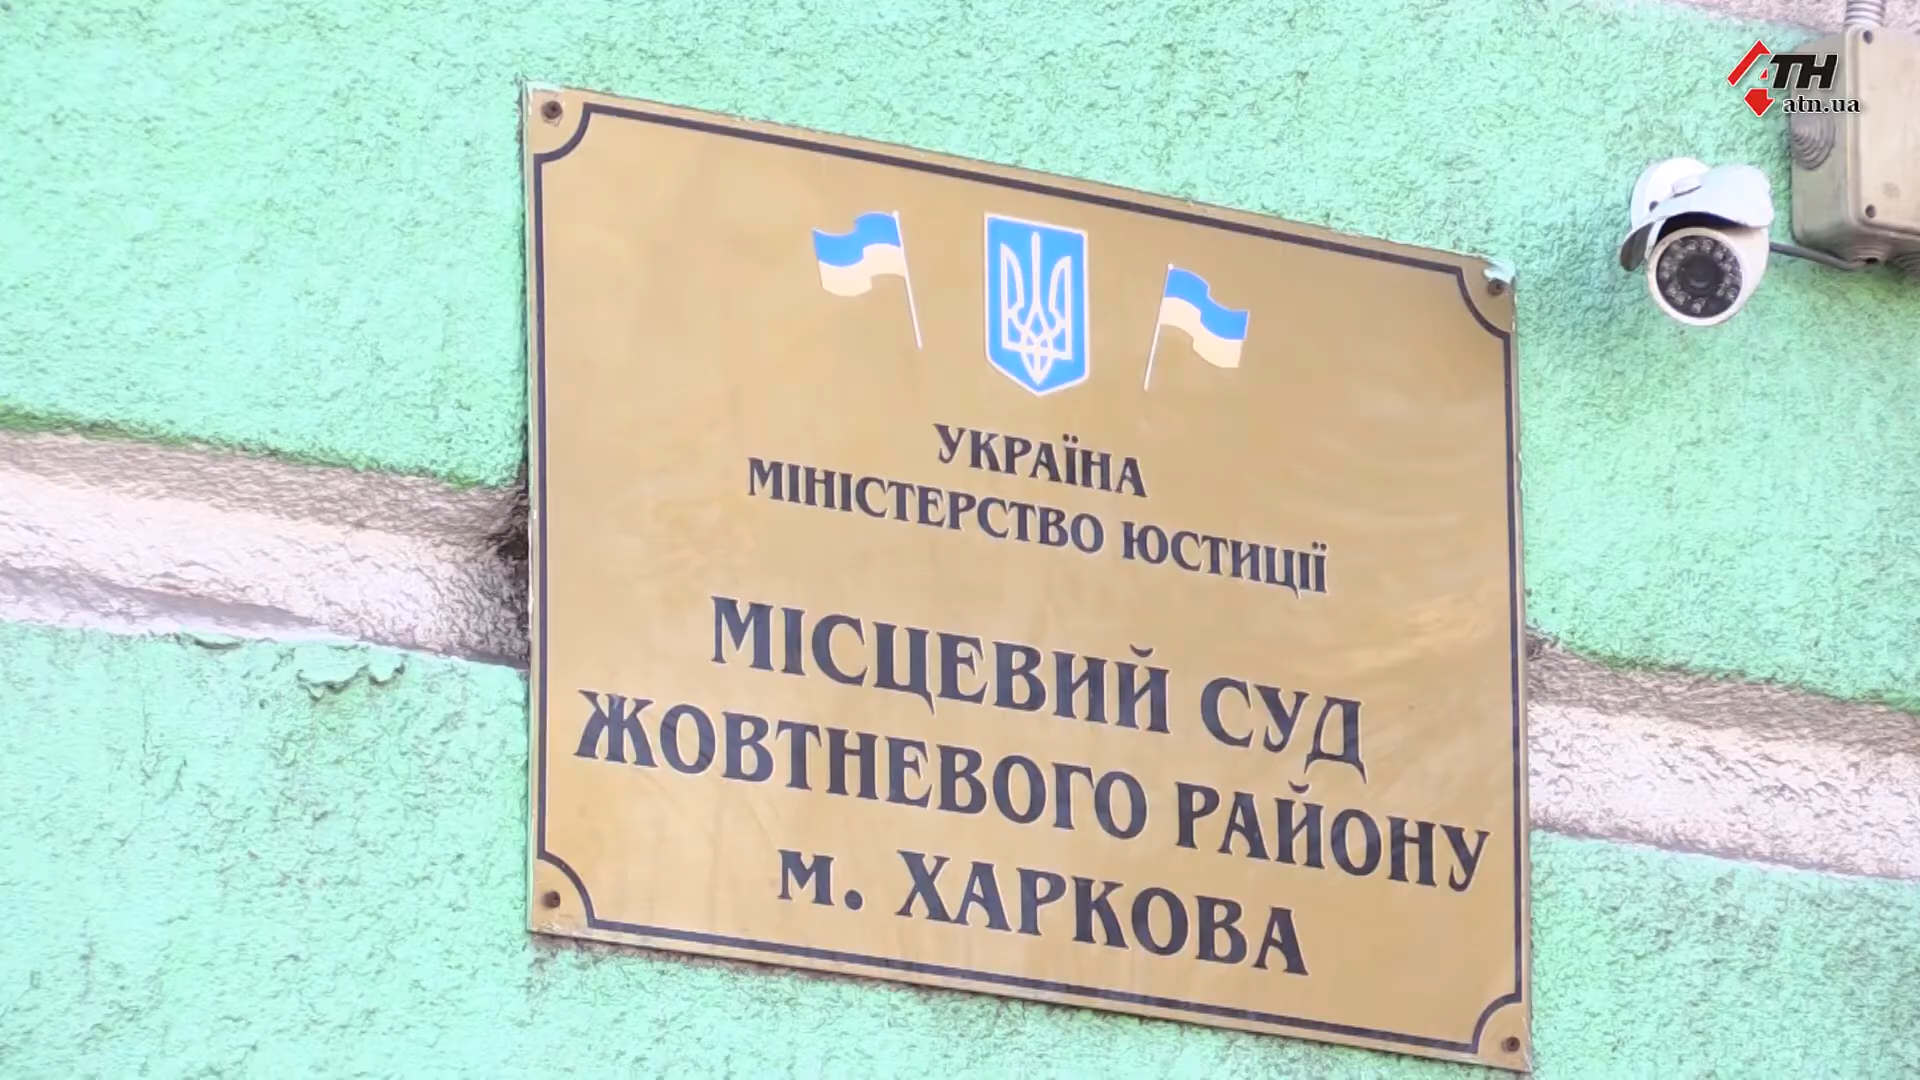 АТН
atn.ua
УКРАЇНА
МІНІСТЕРСТВО ЮСТИЦІЇ
МІСЦЕВИЙ СУД
ЖОВТНЕВОГО РАЙОНУ
м. ХАРКОВА